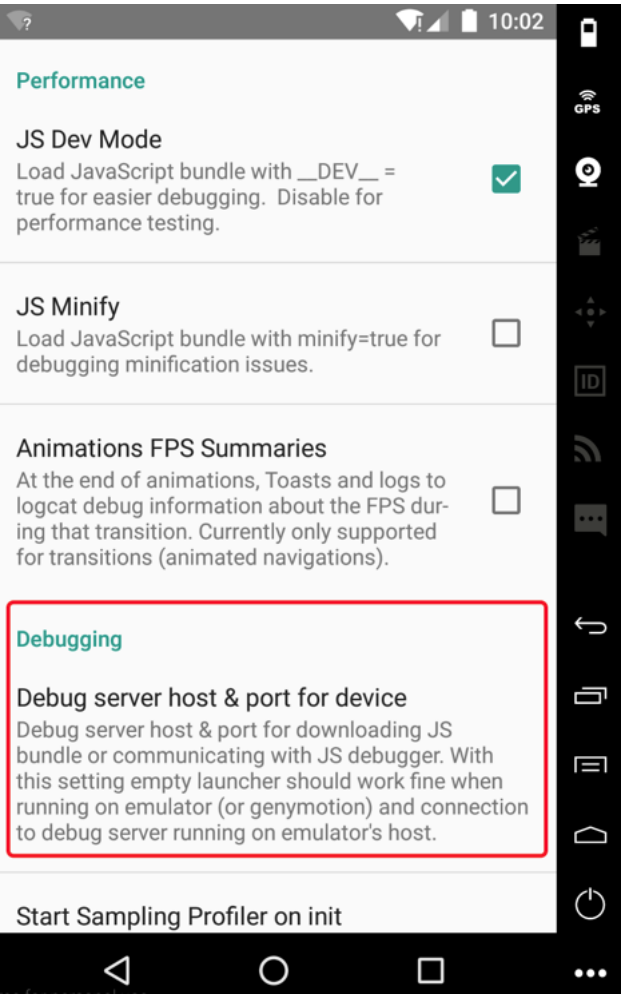 ?
10:02
GPS
Performance
JS Dev Mode
Load JavaScript bundle with __DEV__ =
true for easier debugging.  Disable for
performance testing.
JS Minify
Load JavaScript bundle with minify=true for
debugging minification issues.
ID
Animations FPS Summaries
At the end of animations, Toasts and logs to
logcat debug information about the FPS dur-
ing that transition. Currently only supported
for transitions (animated navigations).
Debugging
Debug server host & port for device
Debug server host & port for downloading JS
bundle or communicating with JS debugger. With
this setting empty launcher should work fine when
running on emulator (or genymotion) and connection
to debug server running on emulator's host.
Start Sampling Profiler on init